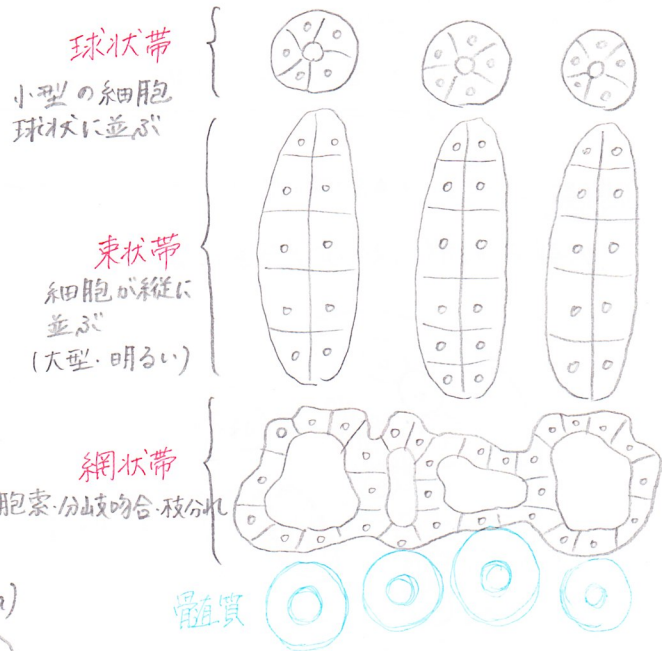 球状帯
小型の細胞
球状に並ぶ
束状帯
細胞が縦に
並ぶ
(大型・明るい)
網状帯
胞索・分岐吻合・枝分れ
髄質